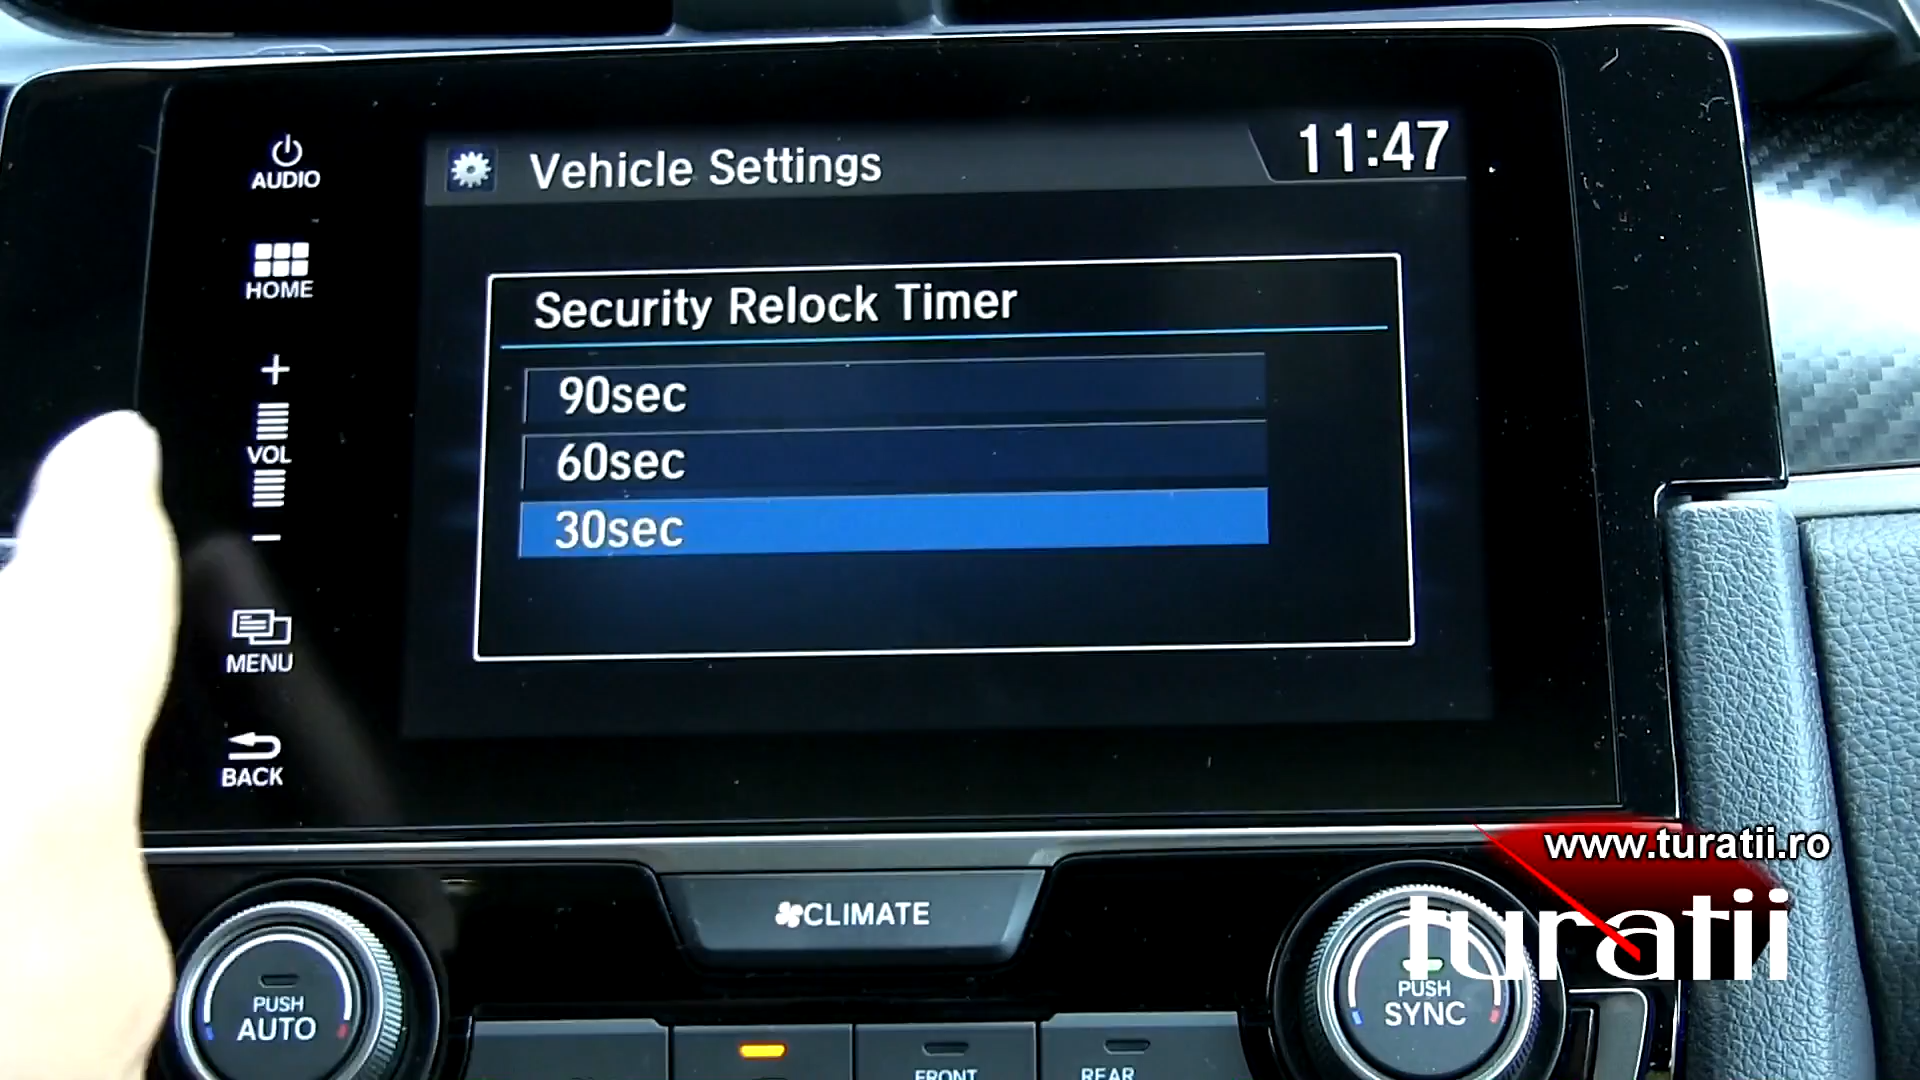 AUDIO
HOME
+
VOL
−
MENU
BACK
Vehicle Settings
11:47
Security Relock Timer
90sec
60sec
30sec
CLIMATE
PUSH
AUTO
PUSH
SYNC
FRONT
REAR
www.turatii.ro
turatii